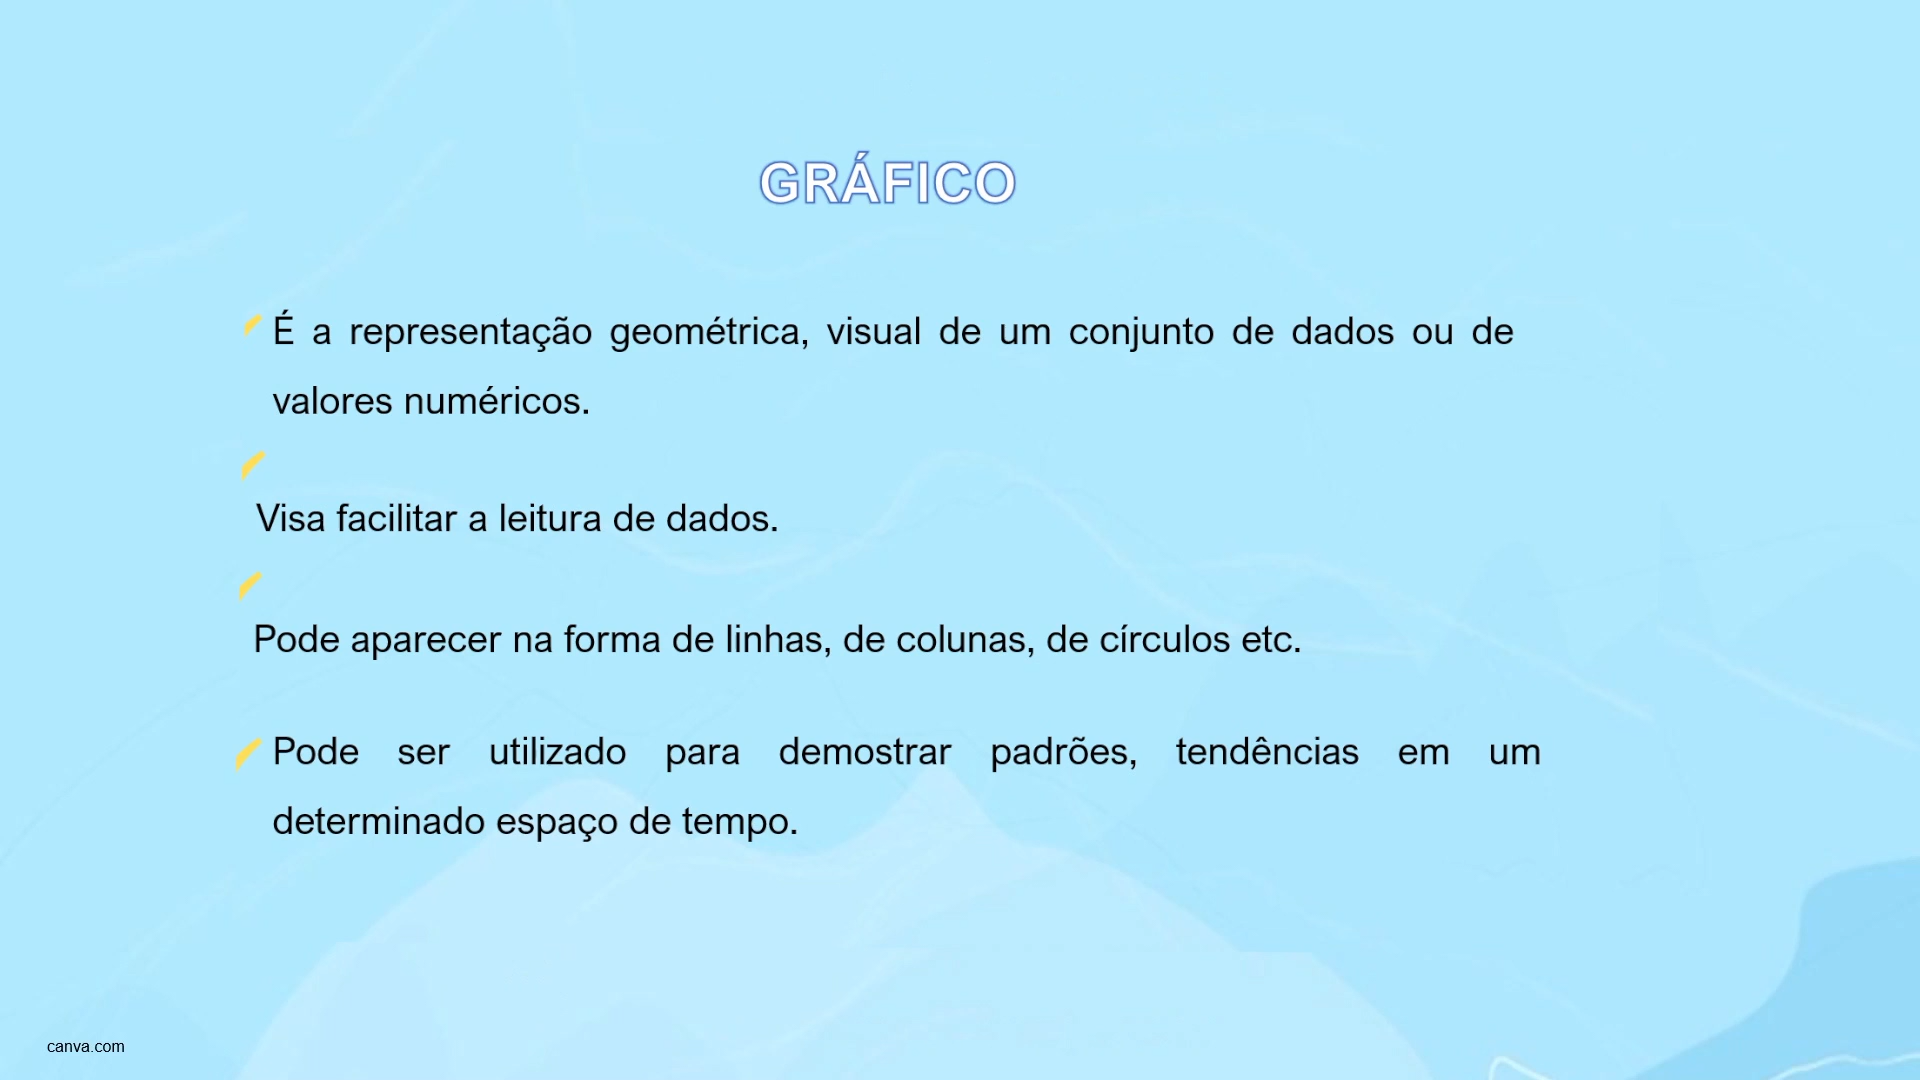 GRÁFICO
É a representação geométrica, visual de um conjunto de dados ou de
valores numéricos.
Visa facilitar a leitura de dados.
Pode aparecer na forma de linhas, de colunas, de círculos etc.
Pode ser utilizado para demostrar padrões, tendências em um
determinado espaço de tempo.
canva.com